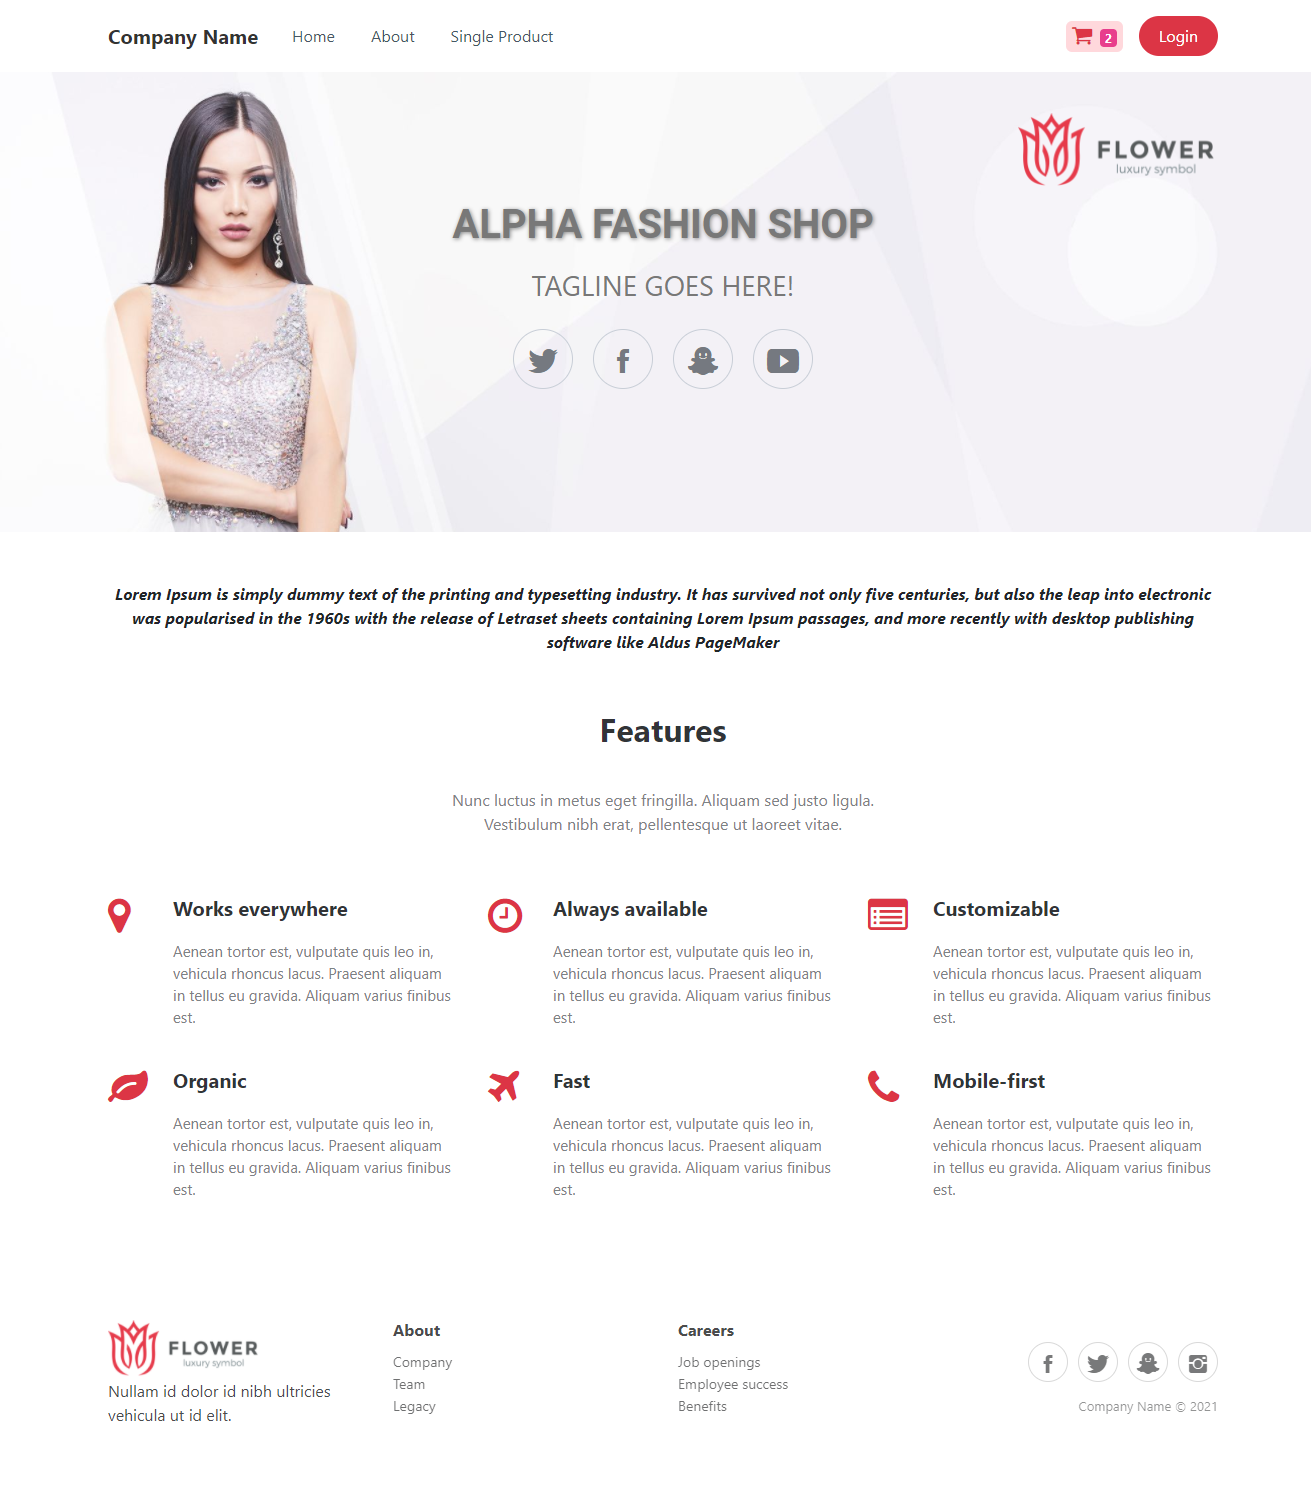 Company Name Home About Single Product 2 Login
FLOWER
luxury symbol
ALPHA FASHION SHOP
TAGLINE GOES HERE!
Lorem Ipsum is simply dummy text of the printing and typesetting industry. It has survived not only five centuries, but also the leap into electronic
was popularised in the 1960s with the release of Letraset sheets containing Lorem Ipsum passages, and more recently with desktop publishing
software like Aldus PageMaker
Features
Nunc luctus in metus eget fringilla. Aliquam sed justo ligula.
Vestibulum nibh erat, pellentesque ut laoreet vitae.
Works everywhere
Aenean tortor est, vulputate quis leo in,
vehicula rhoncus lacus. Praesent aliquam
in tellus eu gravida. Aliquam varius finibus
est.
Always available
Aenean tortor est, vulputate quis leo in,
vehicula rhoncus lacus. Praesent aliquam
in tellus eu gravida. Aliquam varius finibus
est.
Customizable
Aenean tortor est, vulputate quis leo in,
vehicula rhoncus lacus. Praesent aliquam
in tellus eu gravida. Aliquam varius finibus
est.
Organic
Aenean tortor est, vulputate quis leo in,
vehicula rhoncus lacus. Praesent aliquam
in tellus eu gravida. Aliquam varius finibus
est.
Fast
Aenean tortor est, vulputate quis leo in,
vehicula rhoncus lacus. Praesent aliquam
in tellus eu gravida. Aliquam varius finibus
est.
Mobile-first
Aenean tortor est, vulputate quis leo in,
vehicula rhoncus lacus. Praesent aliquam
in tellus eu gravida. Aliquam varius finibus
est.
FLOWER
luxury symbol
Nullam id dolor id nibh ultricies
vehicula ut id elit.
About
Company
Team
Legacy
Careers
Job openings
Employee success
Benefits
Company Name © 2021